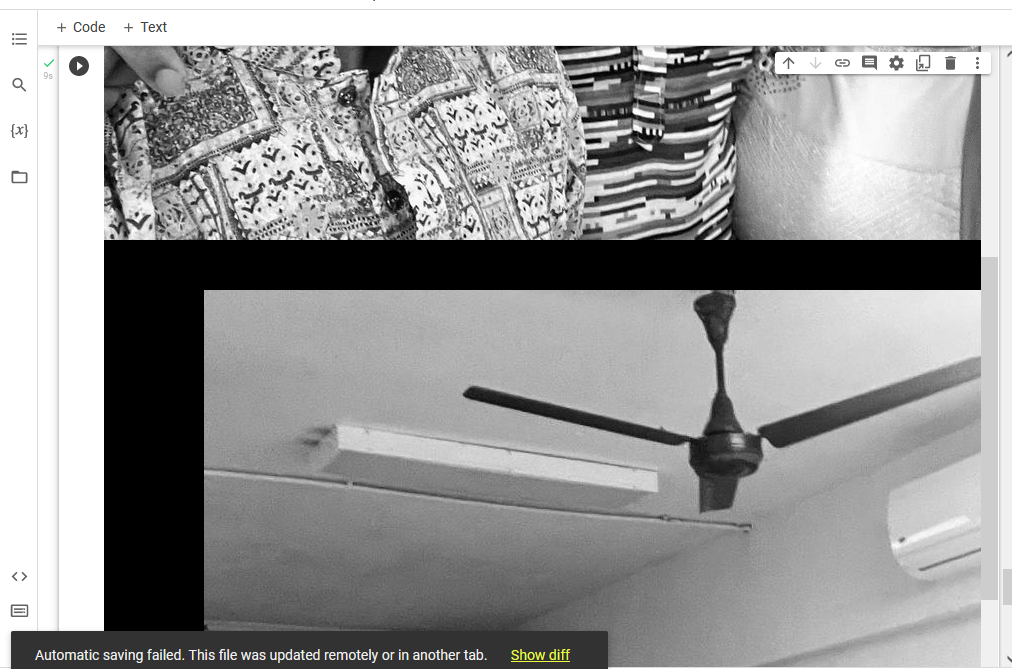 + Code + Text
9s
{x}
<>
Automatic saving failed. This file was updated remotely or in another tab. Show diff